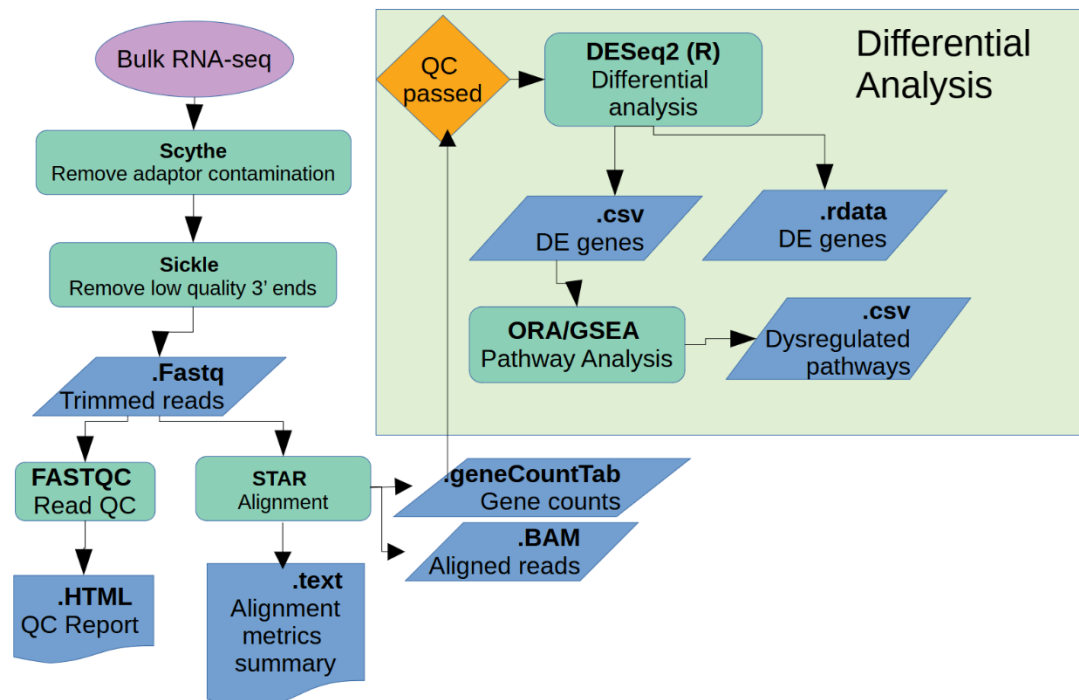 Bulk RNA-seq
Scythe
Remove adaptor contamination
Sickle
Remove low quality 3’ ends
.Fastq
Trimmed reads
FASTQC
Read QC
STAR
Alignment
.HTML
QC Report
.text
Alignment
metrics
summary
.geneCountTab
Gene counts
.BAM
Aligned reads
Differential
Analysis
QC
passed
DESeq2 (R)
Differential
analysis
.csv
DE genes
.rdata
DE genes
ORA/GSEA
Pathway Analysis
.csv
Dysregulated
pathways